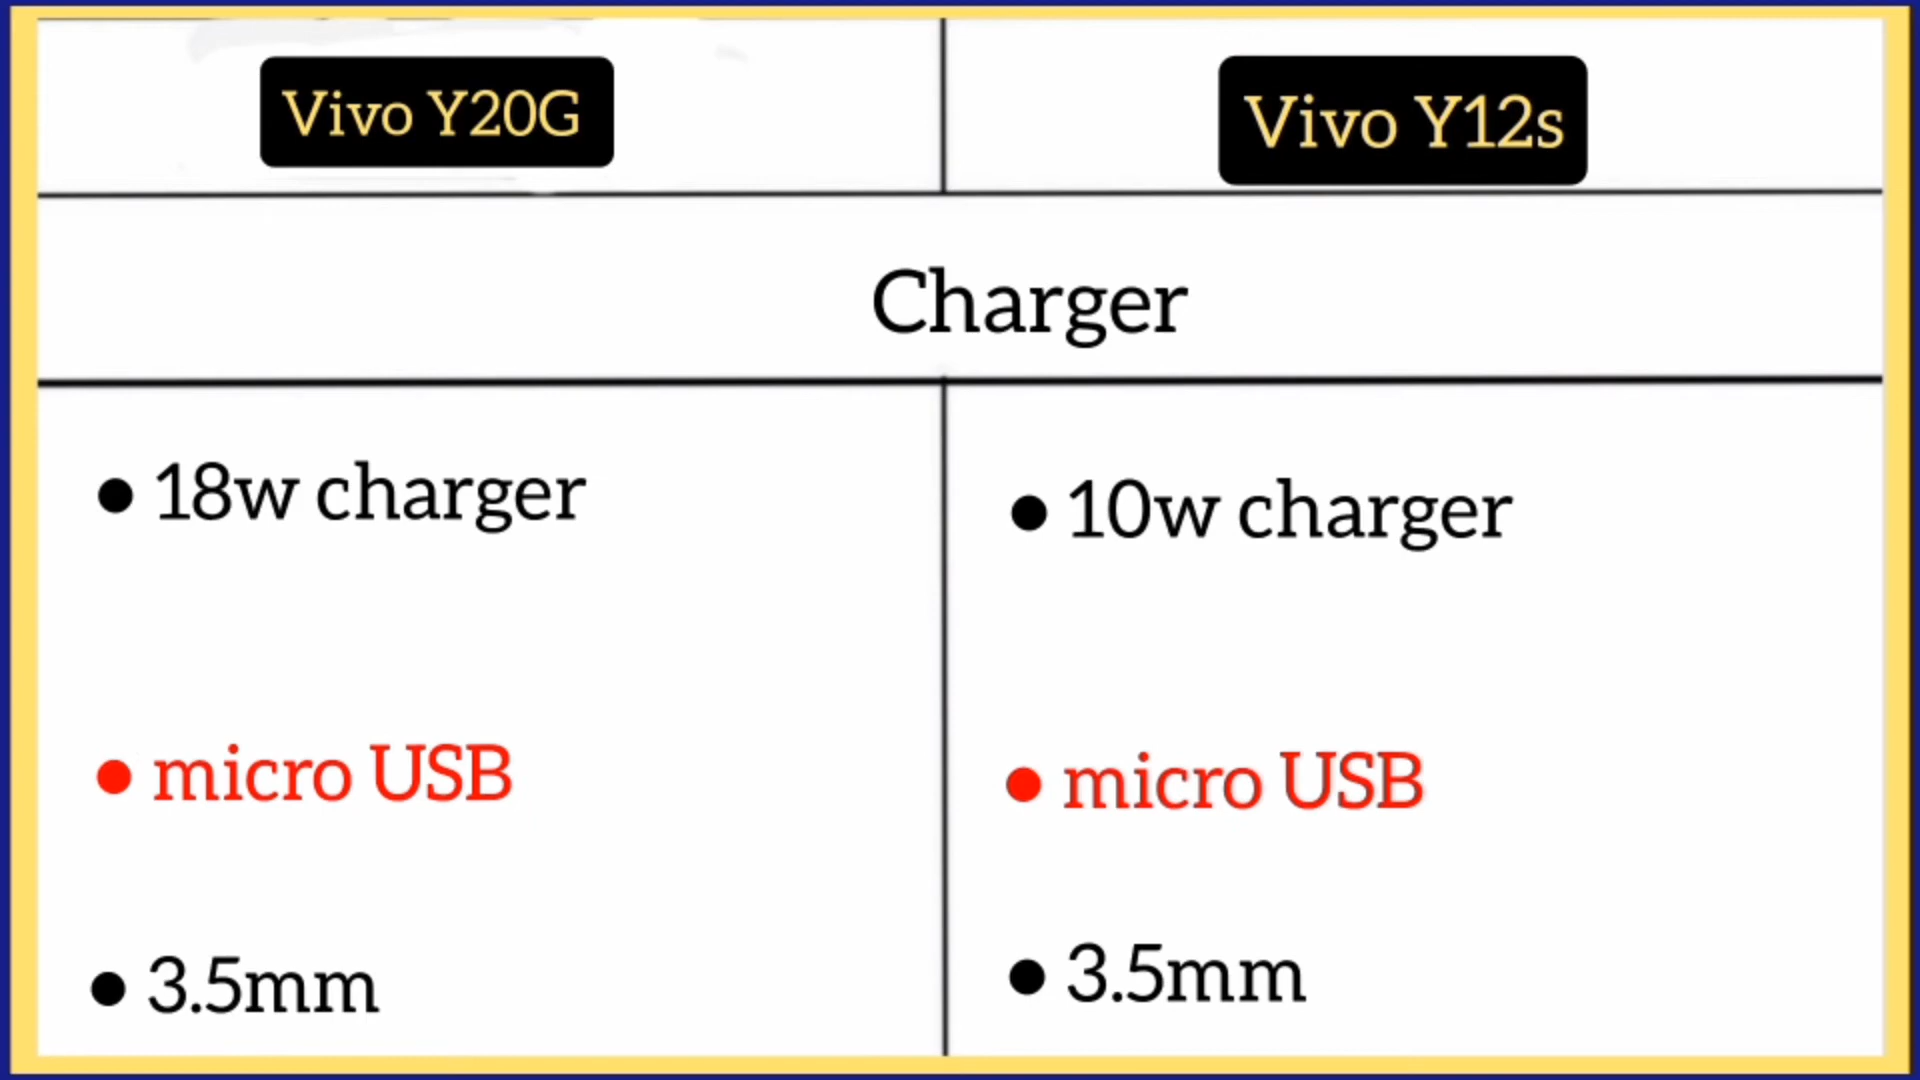 Vivo Y20G
Vivo Y12s
Charger
● 18w charger
● 10w charger
● micro USB
● micro USB
● 3.5mm
● 3.5mm